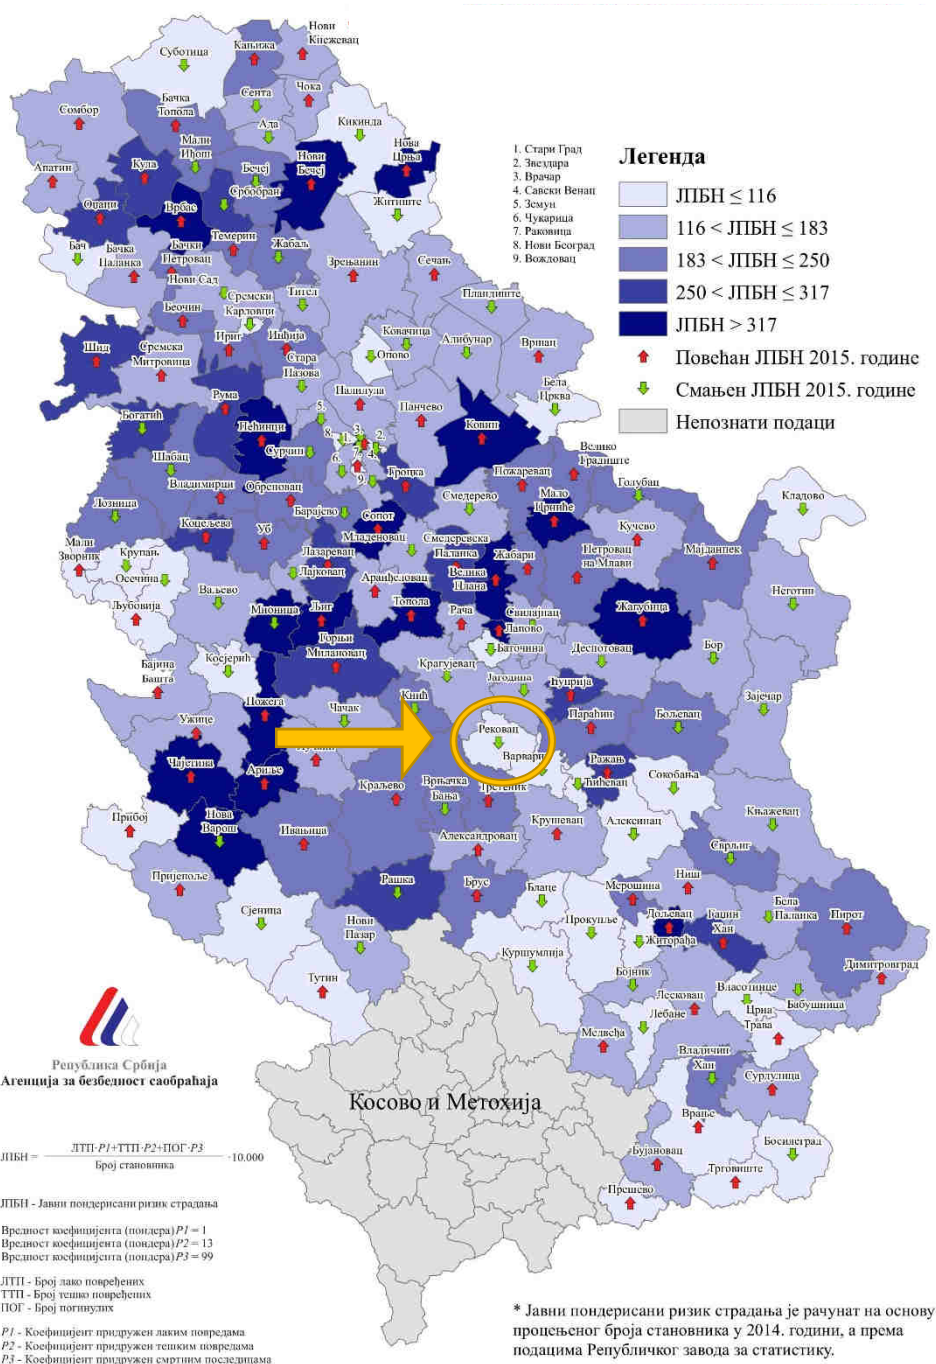 Нови
Кнежевац
Кањижа
Суботица
Сента
Чока
Бачка
Топола
Сомбор
Ада
Кикинда
Мали
Иђош
Нова
Црња
Апатин
Кула
Бечеј
Нови
Бечеј
Србобран
Житиште
Оџаци
Врбас
Темерин
Жабаљ
Бач
Бачка
Паланка
Бачки
Петровац
Зрењанин
Сечањ
Нови Сад
Сремски
Карловци
Тител
Пландиште
Беочин
Ириг
Инђија
Ковачица
Опово
Алибунар
Вршац
Шид
Сремска
Митровица
Стара
Пазова
Бела
Црква
Рума
Палилула
Панчево
Богатић
Пећинци
5.
8.
1.
3.
2.
4.
7.
6.
9.
Ковин
Сурчин
Шабац
Владимирци
Обреновац
Гроцка
Пожаревац
Велико
Градиште
Голубац
Кладово
Лозница
Барајево
Сопот
Смедерево
Мало
Црниће
Коцељева
Уб
Младеновац
Смедеревска
Паланка
Кучево
Мали
Зворник
Крупањ
Осечина
Лазаревац
Лајковац
Жабари
Петровац
на Млави
Мајданпек
Аранђеловац
Велика
Плана
Љубовија
Ваљево
Мионица
Љиг
Топола
Рача
Свилајнац
Лапово
Жагубица
Неготин
Горњи
Милановац
Баточина
Бајина
Башта
Косјерић
Крагујевац
Деспотовац
Бор
Јагодина
Ћуприја
Пожега
Чачак
Кнић
Параћин
Бољевац
Зајечар
Ужице
Рековац
Варварин
Чајетина
Ариље
Ражањ
Ћићевац
Сокобања
Краљево
Врњачка
Бања
Трстеник
Прибој
Нова
Варош
Ивањица
Александровац
Крушевац
Алексинац
Књажевац
Сврљиг
Пријепоље
Рашка
Брус
Блаце
Мерошина
Ниш
Бела
Паланка
Пирот
Сјеница
Нови
Пазар
Прокупље
Дољевац
Житорађа
Гаџин
Хан
Куршумлија
Димитровград
Тутин
Бојник
Лесковац
Власотинце
Бабушница
Лебане
Црна
Трава
Медвеђа
Владичин
Хан
Сурдулица
Косово и Метохија
Врање
Босилеград
Бујановац
Трговиште
Прешево
1. Стари Град
2. Звездара
3. Врачар
4. Савски Венац
5. Земун
6. Чукарица
7. Раковица
8. Нови Београд
9. Вождовац
Легенда
ЈПБН ≤ 116
116 < ЈПБН ≤ 183
183 < ЈПБН ≤ 250
250 < ЈПБН ≤ 317
ЈПБН > 317
Повећан ЈПБН 2015. године
Смањен ЈПБН 2015. године
Непознати подаци
Република Србија
Агенција за безбедност саобраћаја
ЈПБН = ЛТП·P1+ТТП·P2+ПОГ·P3
Број становника
·10.000
ЈПБН - Јавни пондерисани ризик страдања
Вредност коефицијента (пондера) P1 = 1
Вредност коефицијента (пондера) P2 = 13
Вредност коефицијента (пондера) P3 = 99
ЛТП - Број лако повређених
ТТП - Број тешко повређених
ПОГ - Број погинулих
P1 - Коефицијент придружен лаким повредама
P2 - Коефицијент придружен тешким повредама
P3 - Коефицијент придружен смртним последицама
* Јавни пондерисани ризик страдања је рачунат на основу
процењеног броја становника у 2014. години, а према
подацима Републичког завода за статистику.